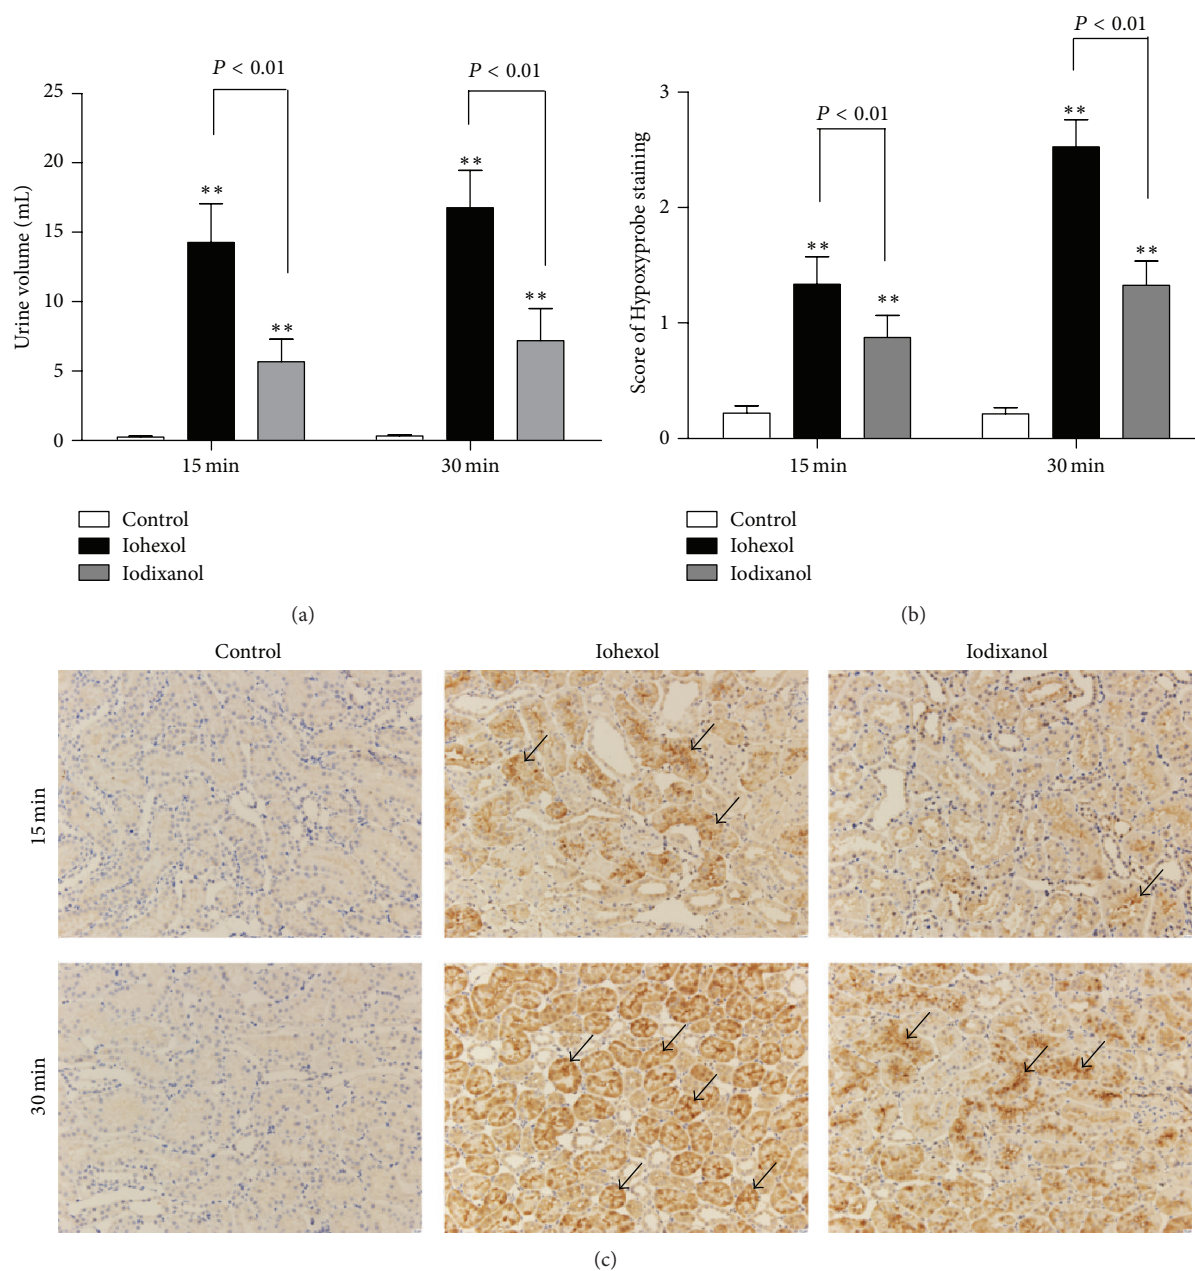 P < 0.01
P < 0.01
25
20
15
10
5
0
Urine volume (mL)
**
**
**
**
15 min
30 min
Control
Iohexol
Iodixanol
(a)
P < 0.01
P < 0.01
3
2
1
0
Score of Hypoxyprobe staining
**
**
**
**
15 min
30 min
Control
Iohexol
Iodixanol
(b)
Control
Iohexol
Iodixanol
15 min
30 min
(c)